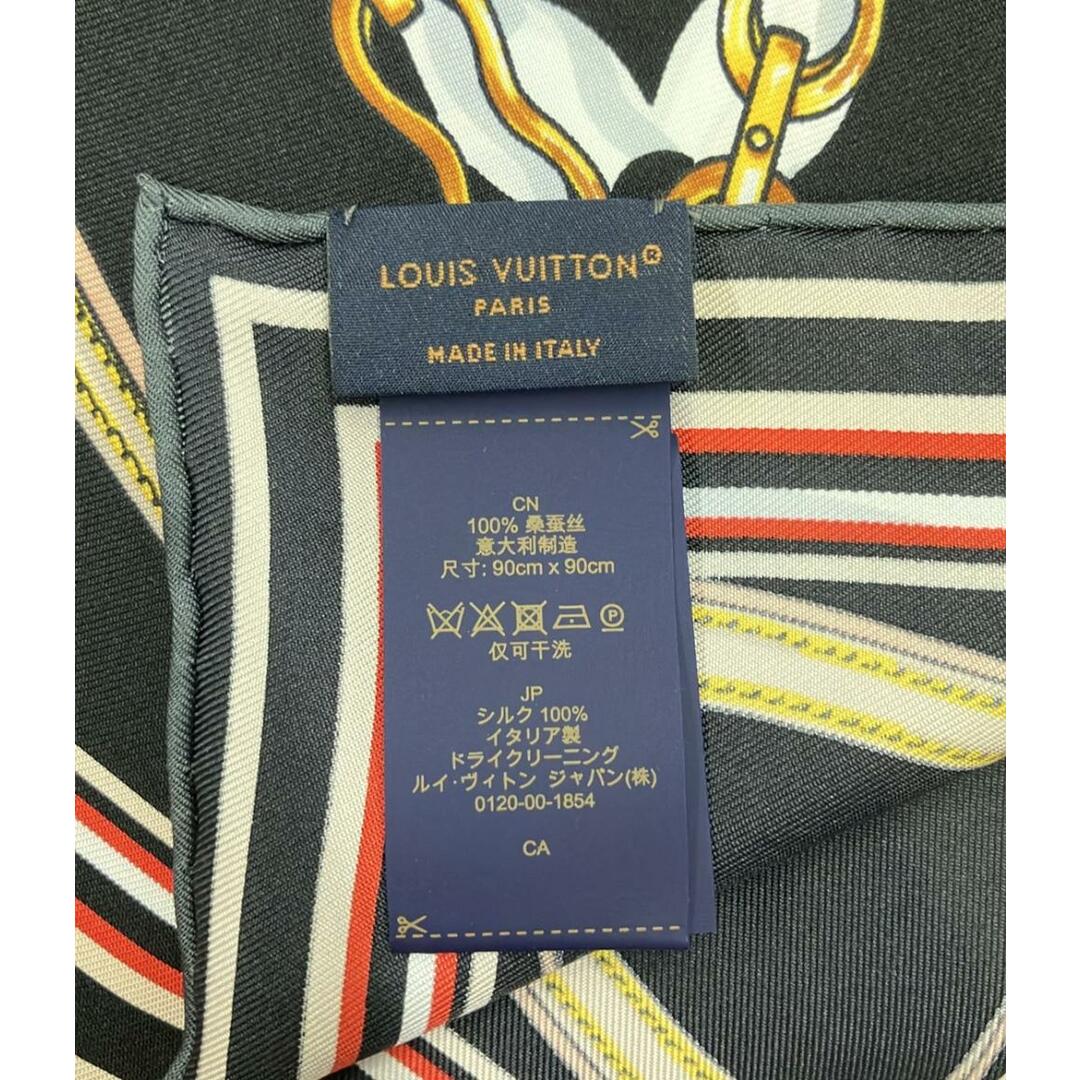 LOUIS VUITTON®
PARIS
MADE IN ITALY
CN
100% 桑蚕丝
意大利制造
尺寸: 90cm x 90cm
P
仅可干洗
JP
シルク 100%
イタリア製
ドライクリーニング
ルイ·ヴィトン ジャパン(株)
0120-00-1854
CA